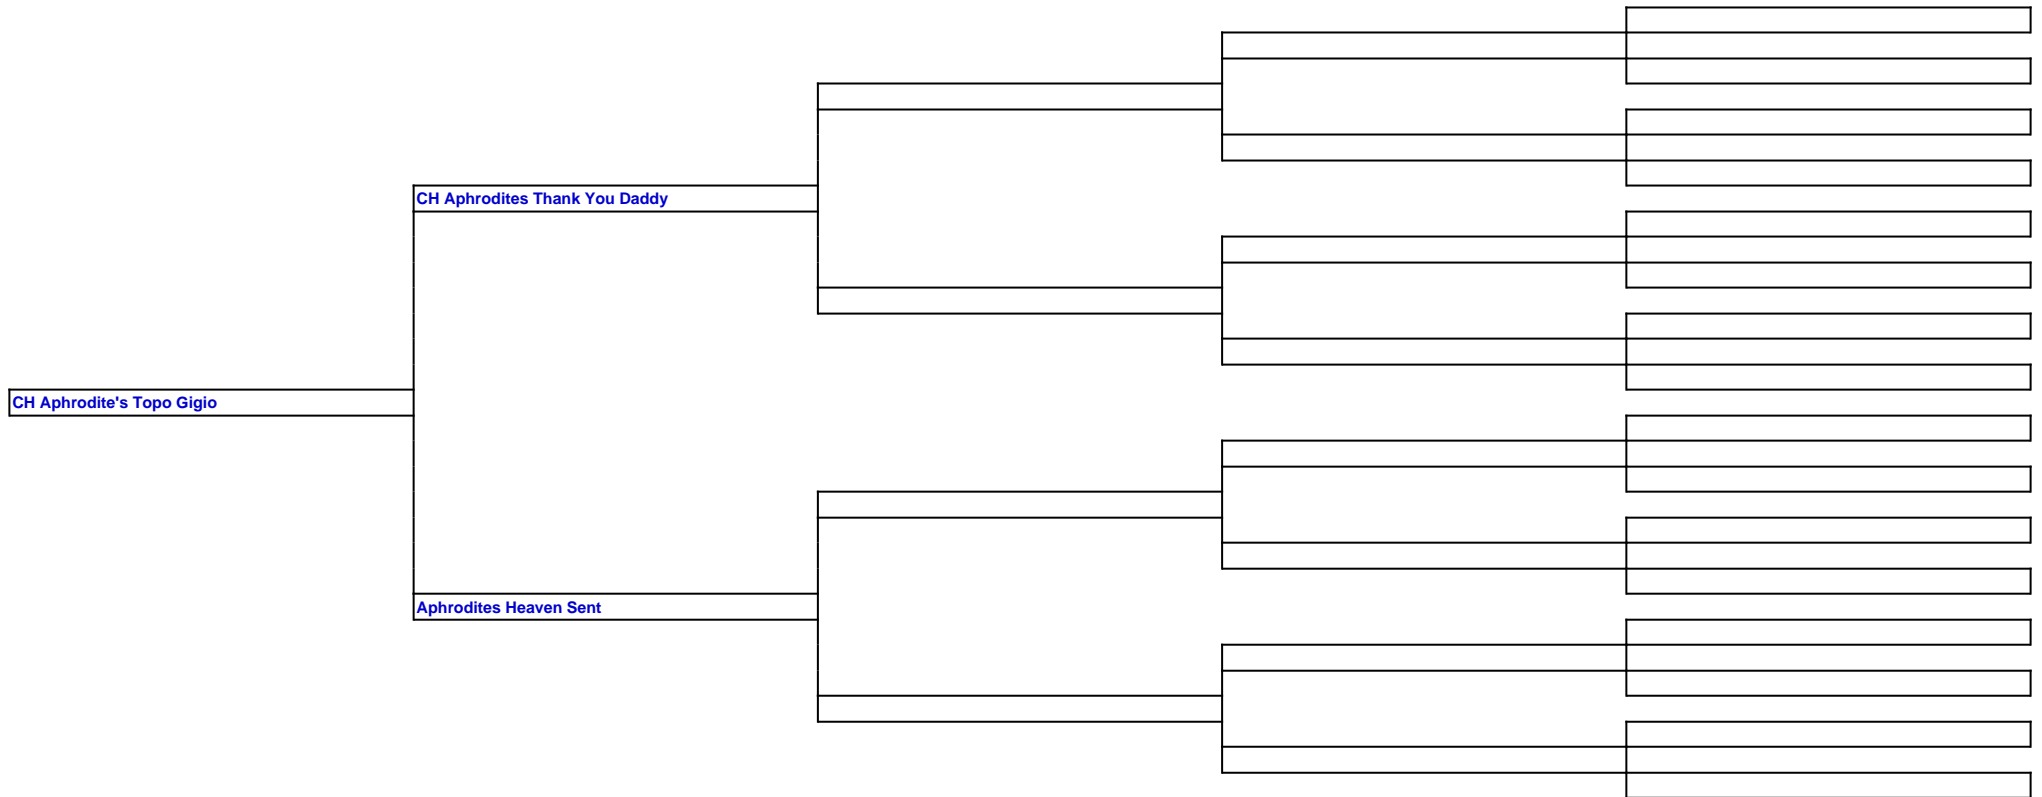 CH Aphrodites Thank You Daddy
CH Aphrodite's Topo Gigio
Aphrodites Heaven Sent